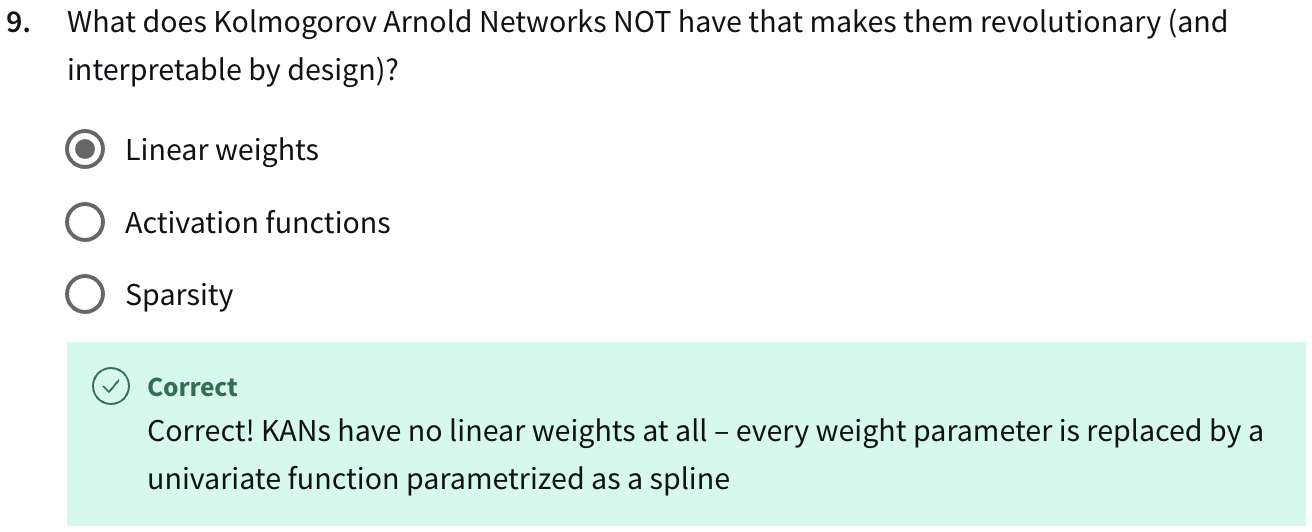 9. What does Kolmogorov Arnold Networks NOT have that makes them revolutionary (and
interpretable by design)?
Linear weights
Activation functions
Sparsity
Correct
Correct! KANs have no linear weights at all – every weight parameter is replaced by a
univariate function parametrized as a spline